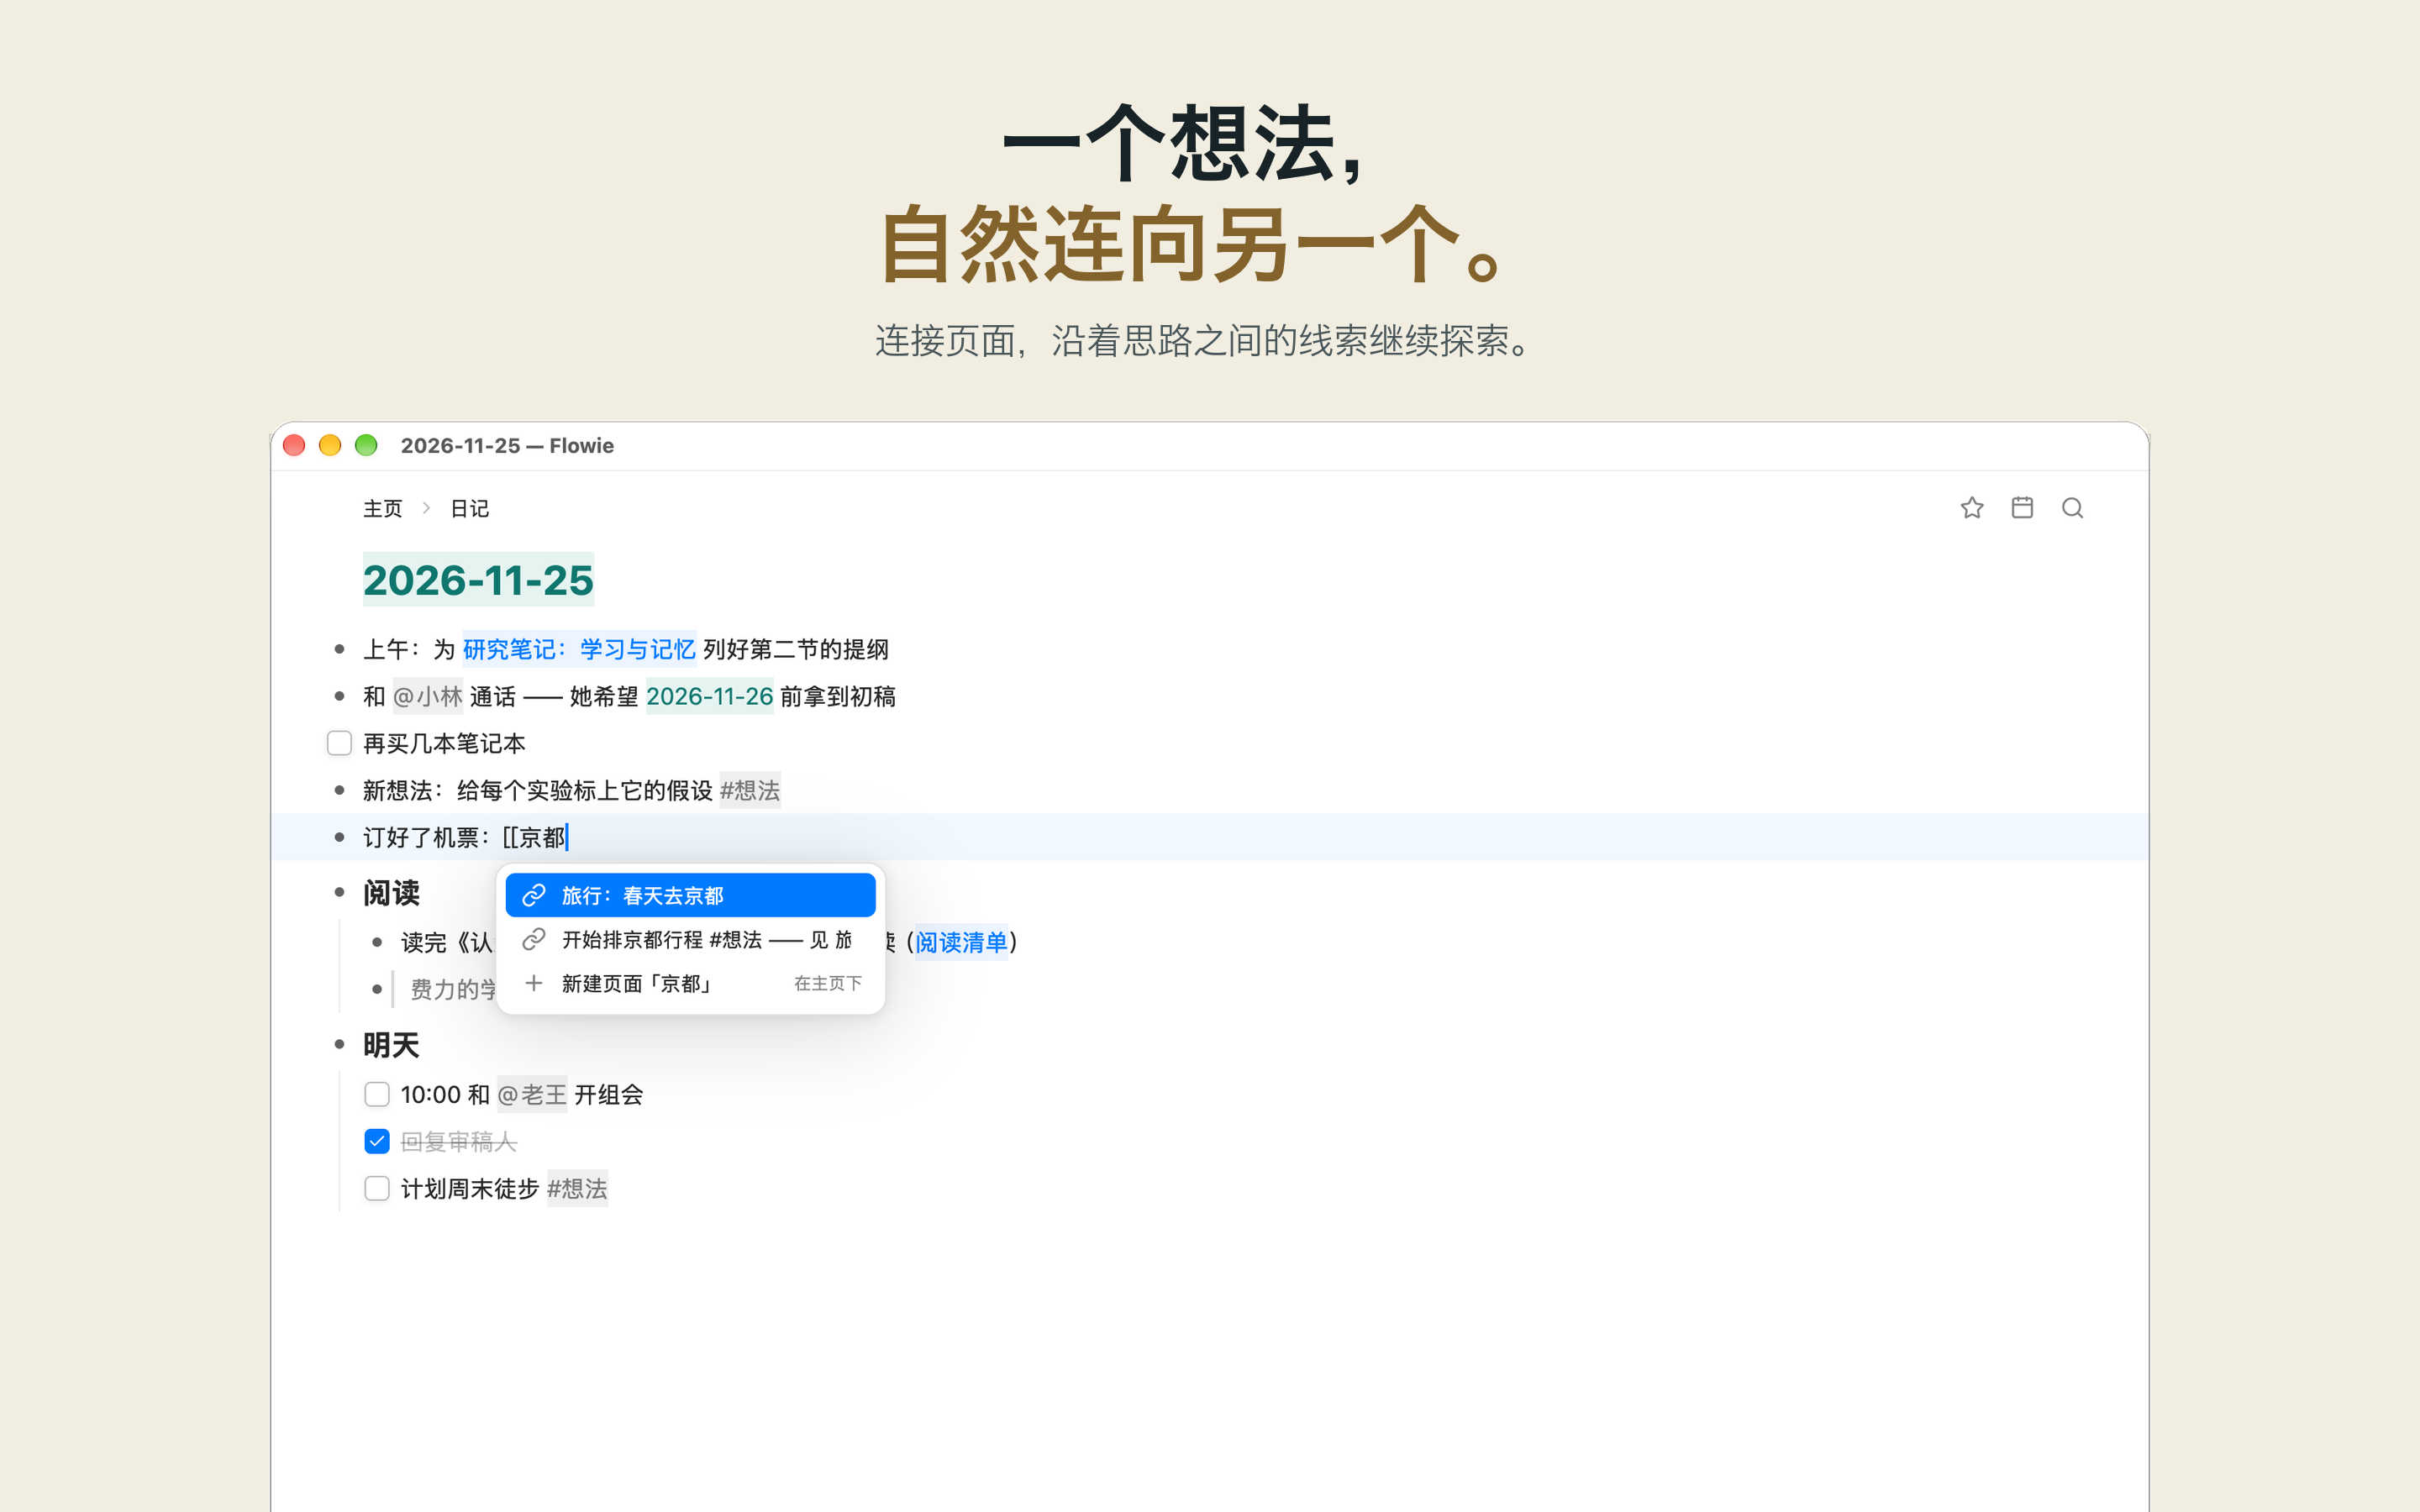 一个想法，
自然连向另一个。
连接页面，沿着思路之间的线索继续探索。
2026-11-25 — Flowie
主页 > 日记
2026-11-25
上午：为 研究笔记：学习与记忆 列好第二节的提纲
和 @小林 通话 —— 她希望 2026-11-26 前拿到初稿
再买几本笔记本
新想法：给每个实验标上它的假设 #想法
订好了机票：[[京都
旅行：春天去京都
开始排京都行程 #想法 —— 见 旅
新建页面「京都」 在主页下
阅读
读完《认 读（阅读清单）
费力的学
明天
10:00 和 @老王 开组会
回复审稿人
计划周末徒步 #想法